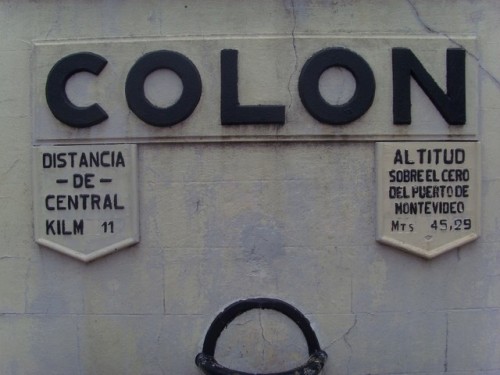 COLON
DISTANCIA
- DE -
CENTRAL
KILM 11
ALTITUD
SOBRE EL CERO
DEL PUERTO DE
MONTEVIDEO
Mts 45,29